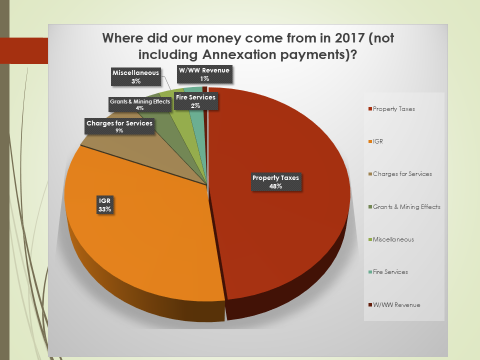 Where did our money come from in 2017 (not
including Annexation payments)?
Miscellaneous
3%
W/WW Revenue
1%
Grants & Mining Effects
4%
Fire Services
2%
Charges for Services
9%
Property Taxes
48%
IGR
33%
Property Taxes
IGR
Charges for Services
Grants & Mining Effects
Miscellaneous
Fire Services
W/WW Revenue